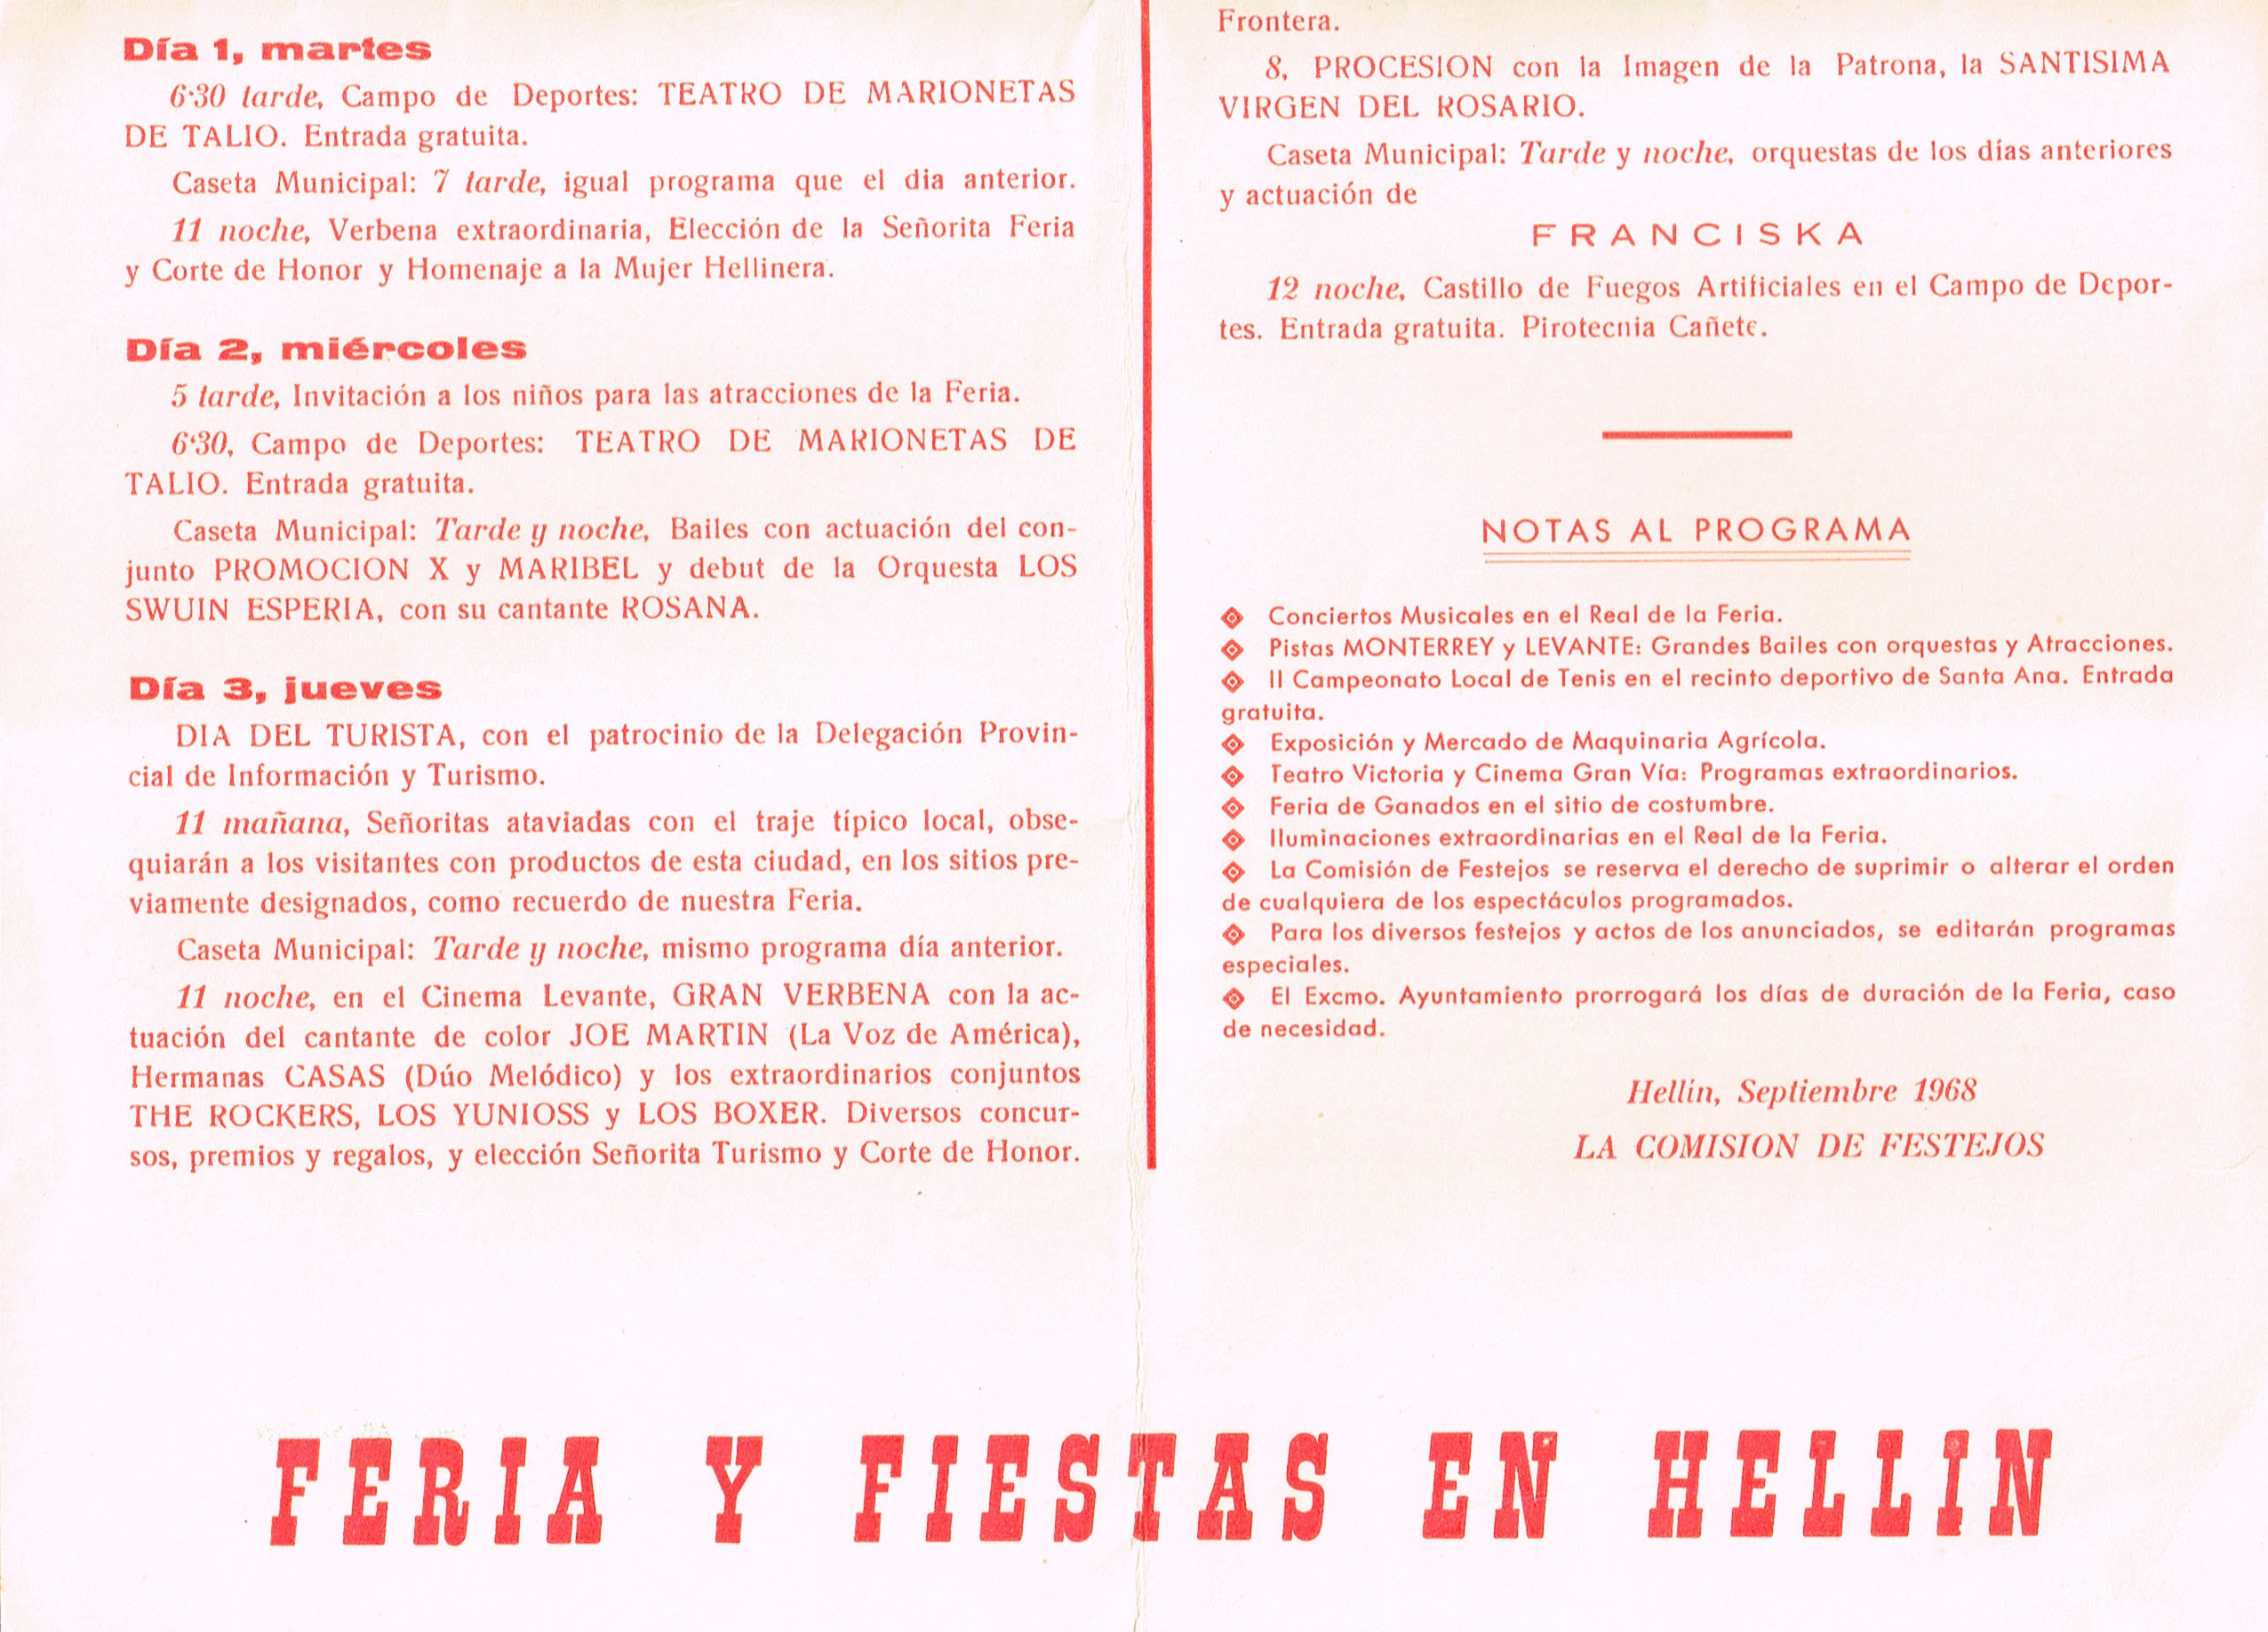 Día 1, martes
6·30 tarde, Campo de Deportes: TEATRO DE MARIONETAS
DE TALIO. Entrada gratuita.
Caseta Municipal: 7 tarde, igual programa que el dia anterior.
11 noche, Verbena extraordinaria, Elección de la Señorita Feria
y Corte de Honor y Homenaje a la Mujer Hellinera.
Día 2, miércoles
5 tarde, Invitación a los niños para las atracciones de la Feria.
6‘30, Campo de Deportes: TEATRO DE MARIONETAS DE
TALIO. Entrada gratuita.
Caseta Municipal: Tarde y noche, Bailes con actuación del con-
junto PROMOCION X y MARIBEL y debut de la Orquesta LOS
SWUIN ESPERIA, con su cantante ROSANA.
Día 3, jueves
DIA DEL TURISTA, con el patrocinio de la Delegación Provin-
cial de Información y Turismo.
11 mañana, Señoritas ataviadas con el traje típico local, obse-
quiarán a los visitantes con productos de esta ciudad, en los sitios pre-
viamente designados, como recuerdo de nuestra Feria.
Caseta Municipal: Tarde y noche, mismo programa día anterior.
11 noche, en el Cinema Levante, GRAN VERBENA con la ac-
tuación del cantante de color JOE MARTIN (La Voz de América),
Hermanas CASAS (Dúo Melódico) y los extraordinarios conjuntos
THE ROCKERS, LOS YUNIOSS y LOS BOXER. Diversos concur-
sos, premios y regalos, y elección Señorita Turismo y Corte de Honor.
Frontera.
8, PROCESION con la Imagen de la Patrona, la SANTISIMA
VIRGEN DEL ROSARIO.
Caseta Municipal: Tarde y noche, orquestas de los días anteriores
y actuación de
FRANCISKA
12 noche, Castillo de Fuegos Artificiales en el Campo de Depor-
tes. Entrada gratuita. Pirotecnia Cañete.
NOTAS AL PROGRAMA
Conciertos Musicales en el Real de la Feria.
Pistas MONTERREY y LEVANTE: Grandes Bailes con orquestas y Atracciones.
II Campeonato Local de Tenis en el recinto deportivo de Santa Ana. Entrada
gratuita.
Exposición y Mercado de Maquinaria Agrícola.
Teatro Victoria y Cinema Gran Vía: Programas extraordinarios.
Feria de Ganados en el sitio de costumbre.
Iluminaciones extraordinarias en el Real de la Feria.
La Comisión de Festejos se reserva el derecho de suprimir o alterar el orden
de cualquiera de los espectáculos programados.
Para los diversos festejos y actos de los anunciados, se editarán programas
especiales.
El Excmo. Ayuntamiento prorrogará los días de duración de la Feria, caso
de necesidad.
Hellín, Septiembre 1968
LA COMISION DE FESTEJOS
FERIA Y FIESTAS EN HELLIN